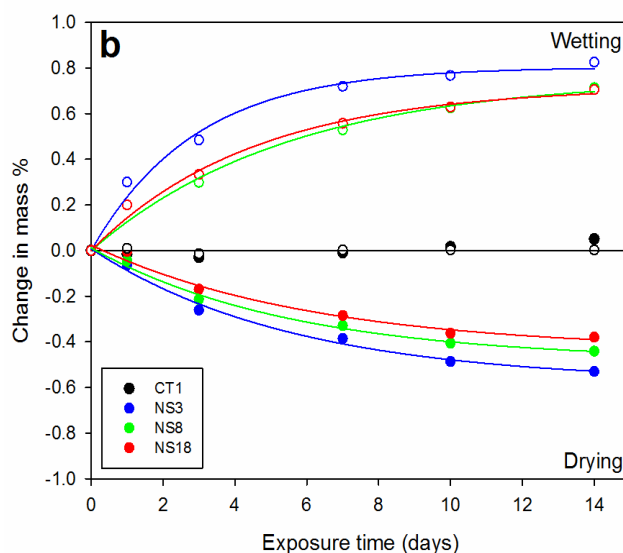 b
Wetting
1.0
0.8
0.6
0.4
0.2
0.0
-0.2
-0.4
-0.6
-0.8
-1.0
Change in mass %
CT1
NS3
NS8
NS18
Drying
0 2 4 6 8 10 12 14
Exposure time (days)